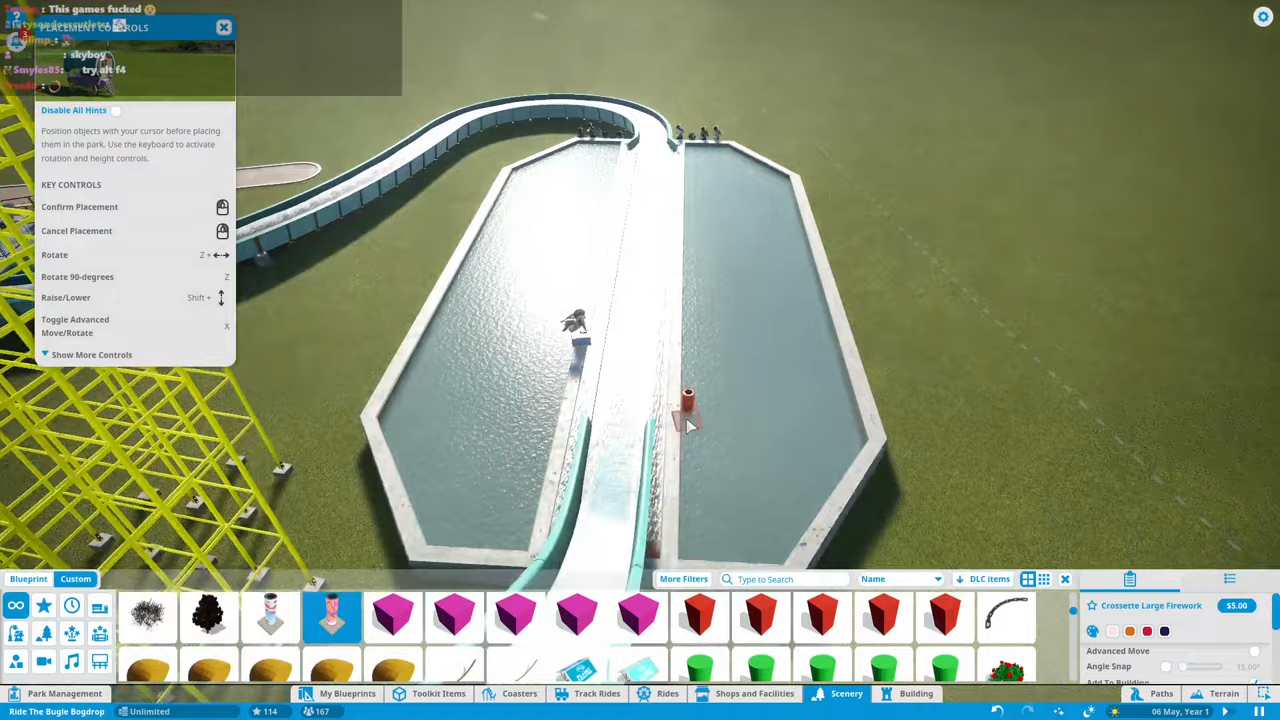 : This games fucked
PLACEMENT CO
: skyboy
Smyles85: try alt f4
Disable All Hints
Position objects with your cursor before placing
them in the park. Use the keyboard to activate
rotation and height controls.
KEY CONTROLS
Confirm Placement
Cancel Placement
Rotate Z +
Rotate 90-degrees Z
Raise/Lower Shift +
Toggle Advanced
Move/Rotate X
Show More Controls
Blueprint Custom More Filters Type to Search Name DLC items
Crossette Large Firework $5.00
Advanced Move
Angle Snap 15.00°
Park Management My Blueprints Toolkit Items Coasters Track Rides Rides Shops and Facilities Scenery Building Paths Terrain
Ride The Bugle Bogdrop Unlimited 114 167 06 May, Year 1